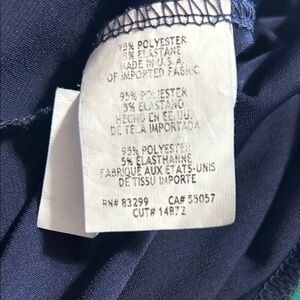 95% POLYESTER
5% ELASTANE
MADE IN U.S.A.
OF IMPORTED FABRIC
95% POLYESTER
5% ELASTANO
HECHO EN EE.UU.
DE TELA IMPORTADA
95% POLYESTER
5% ELASTHANNE
FABRIQUÉ AUX ETATS-UNIS
DE TISSU IMPORTE
RN# 83299 CA# 55057
CUT# 14872